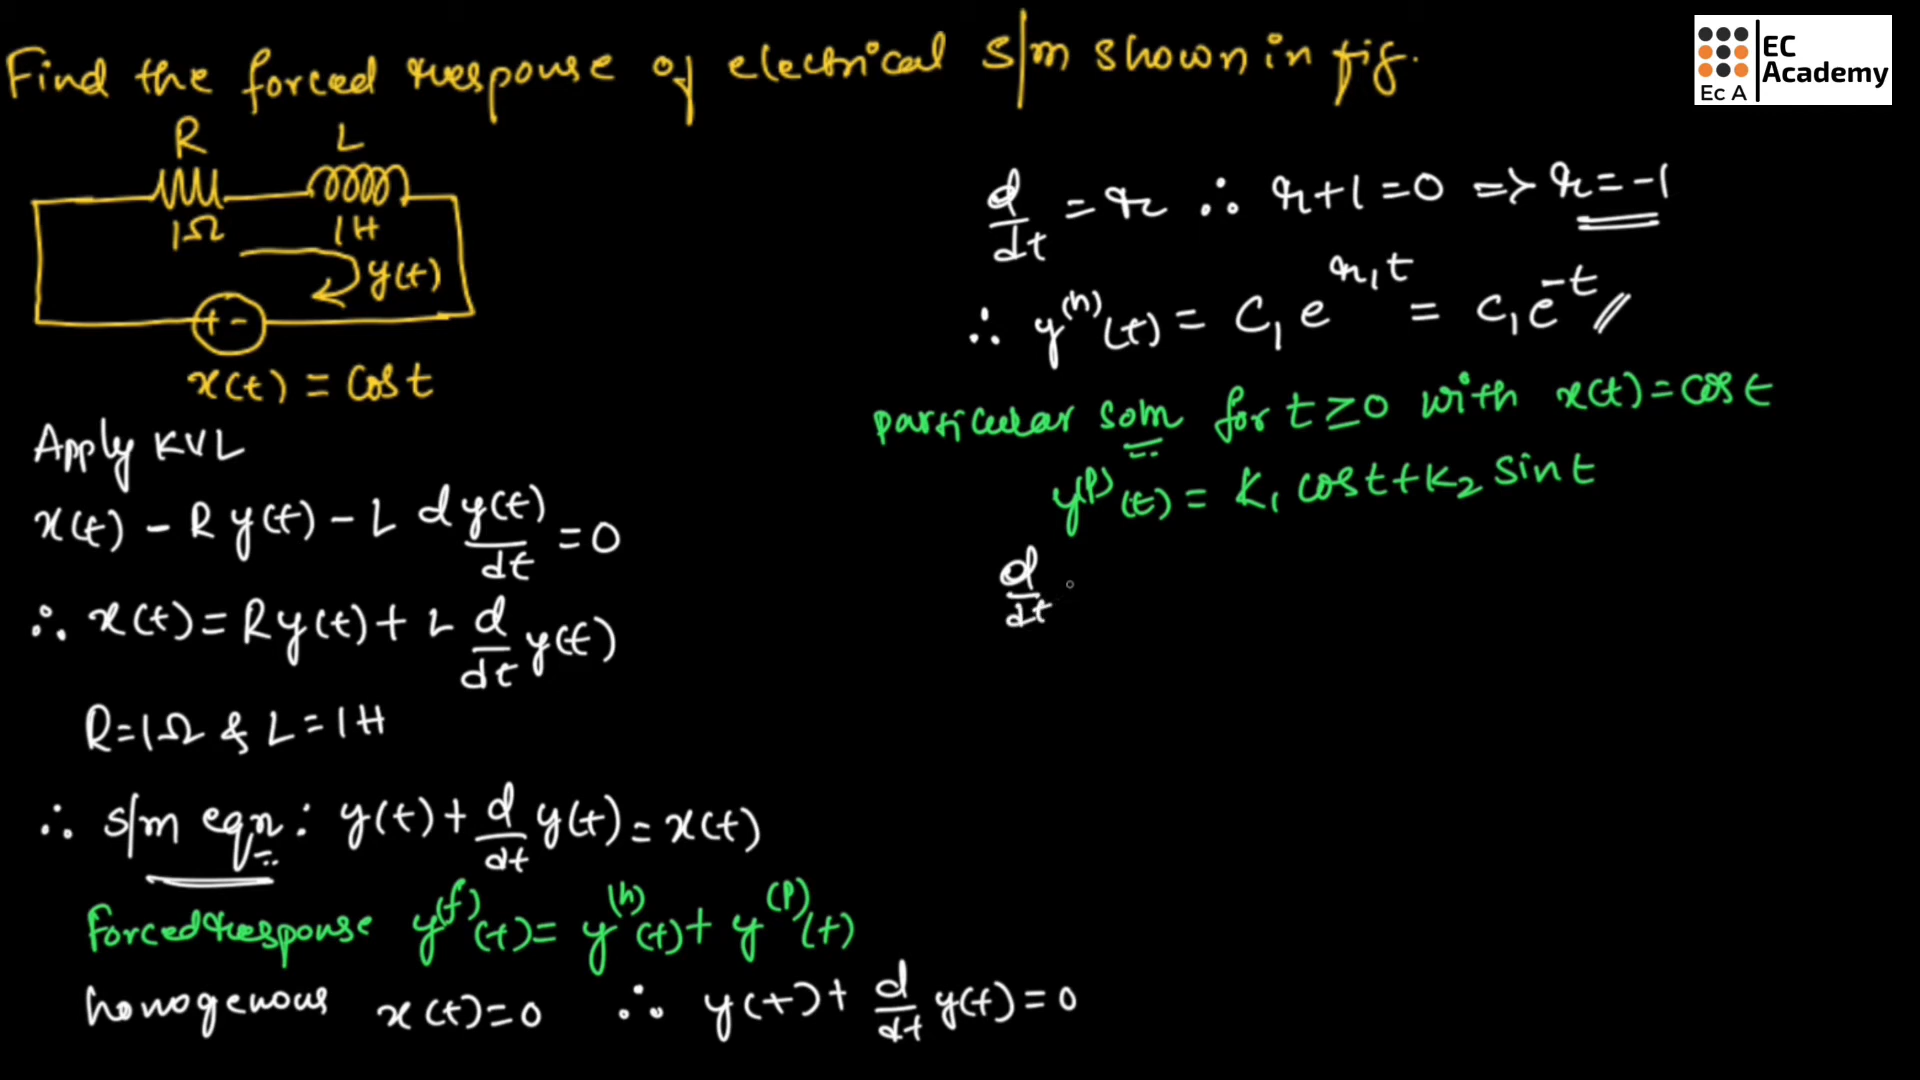 Find the forced response of electrical s/m shown in fig.
EC
Academy
Ec A
R
L
1Ω
1H
y(t)
+ -
x(t) = cos t
Apply KVL
x(t) - R y(t) - L dy(t)/dt = 0
∴ x(t) = R y(t) + L d/dt y(t)
R = 1Ω & L = 1H
∴ s/m eqn: y(t) + d/dt y(t) = x(t)
Forced response y^(f)(t) = y^(h)(t) + y^(p)(t)
homogenous x(t) = 0 ∴ y(t) + d/dt y(t) = 0
d/dt = r ∴ r + 1 = 0 => r = -1
∴ y^(h)(t) = C₁ e^(r₁t) = C₁ e^(-t) //
particular soln for t ≥ 0 with x(t) = cos t
y^(p)(t) = K₁ cos t + K₂ sin t
d/dt